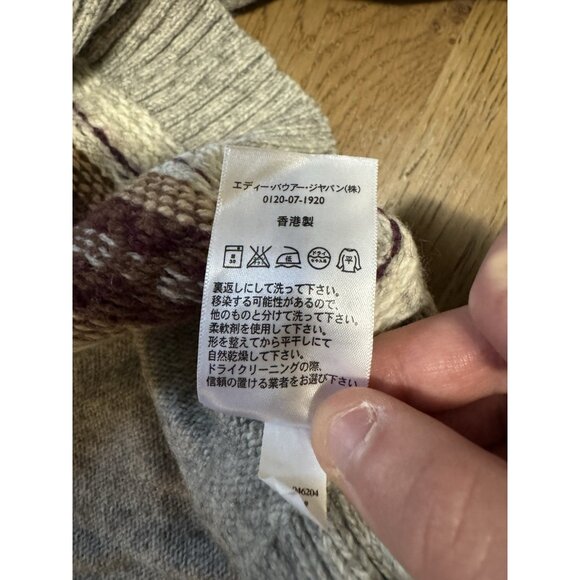 エディー・バウアー・ジャパン(株)
0120-07-1920
香港製
低
ドライ
平
裏返しにして洗って下さい。
移染する可能性があるので、
他のものと分けて洗って下さい。
柔軟剤を使用して下さい。
形を整えてから平干しにて
自然乾燥して下さい。
ドライクリーニングの際、
信頼の置ける業者をお選び下さい
46204